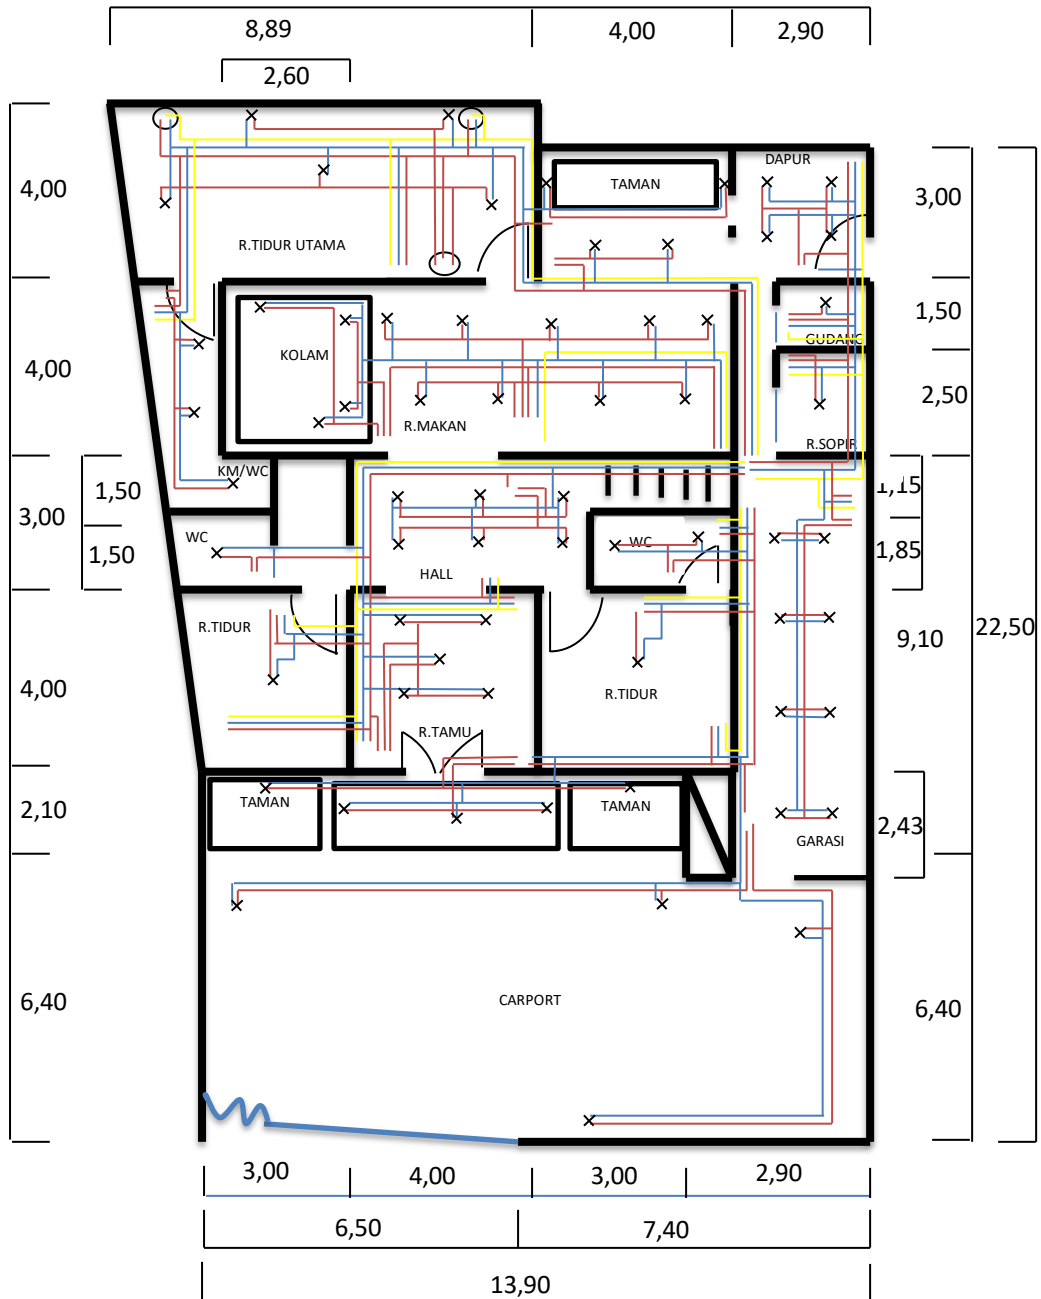 8,89
4,00
2,90
2,60
DAPUR
TAMAN
4,00
3,00
R.TIDUR UTAMA
1,50
GUDANG
KOLAM
4,00
2,50
R.MAKAN
R.SOPIR
KM/WC
1,50
1,15
3,00
WC
WC
1,85
1,50
HALL
R.TIDUR
9,10
22,50
4,00
R.TIDUR
R.TAMU
TAMAN
TAMAN
2,10
2,43
GARASI
CARPORT
6,40
6,40
3,00
4,00
3,00
2,90
6,50
7,40
13,90